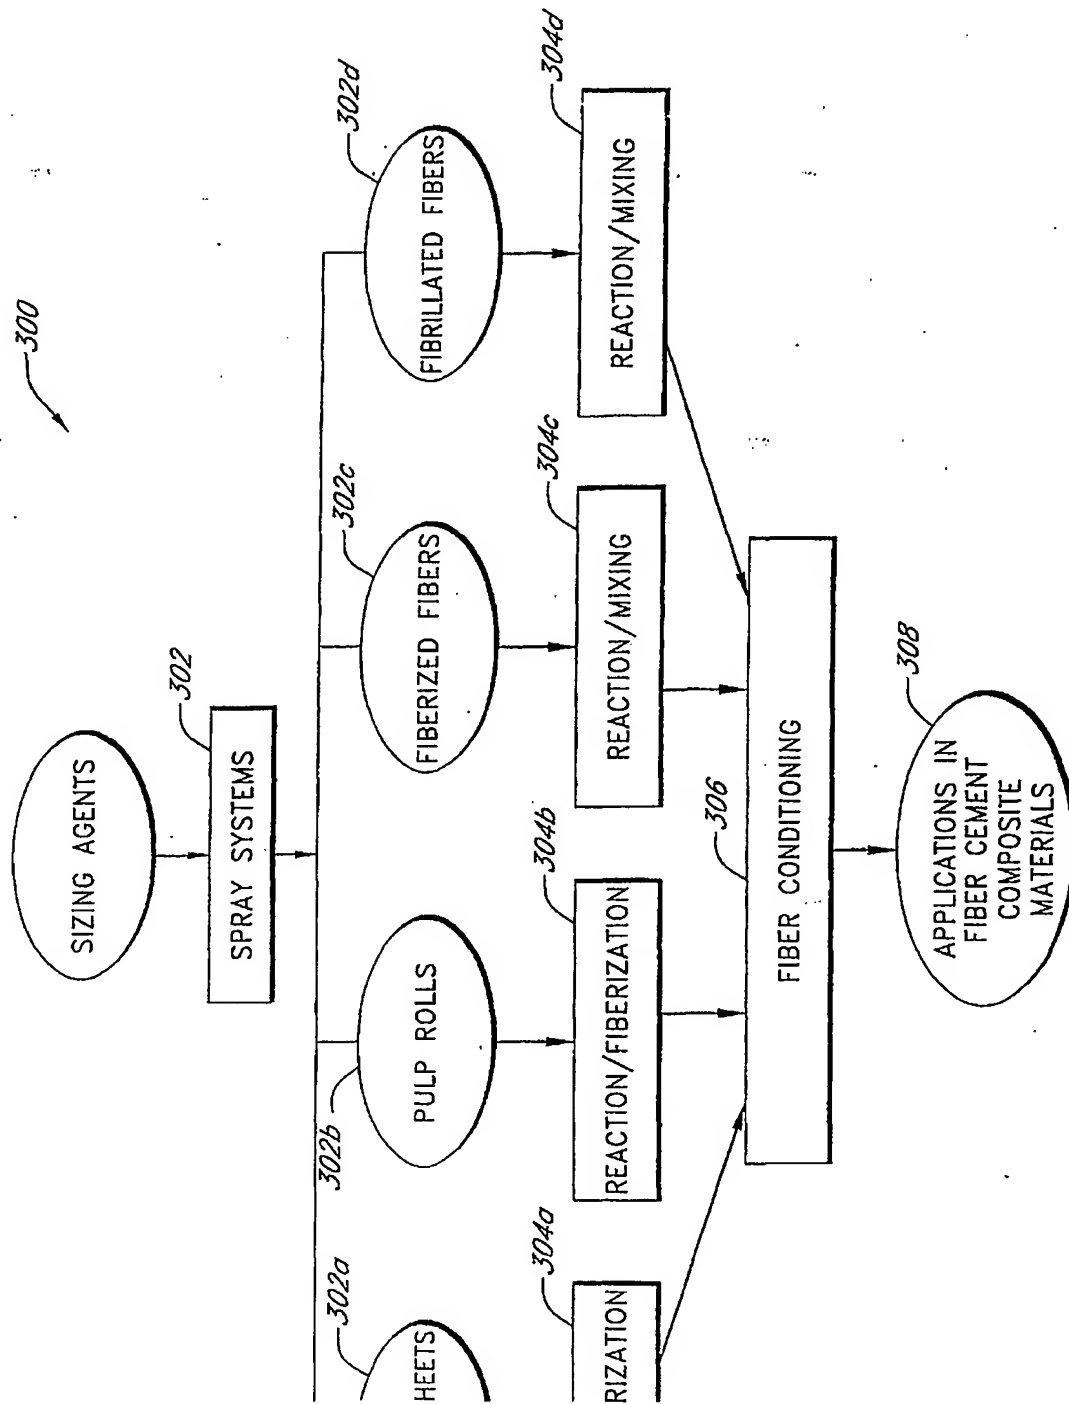 300
SIZING AGENTS
302
SPRAY SYSTEMS
302a
HEETS
302b
PULP ROLLS
302c
FIBERIZED FIBERS
302d
FIBRILLATED FIBERS
304a
RIZATION
304b
REACTION/FIBERIZATION
304c
REACTION/MIXING
304d
REACTION/MIXING
306
FIBER CONDITIONING
308
APPLICATIONS IN
FIBER CEMENT
COMPOSITE
MATERIALS